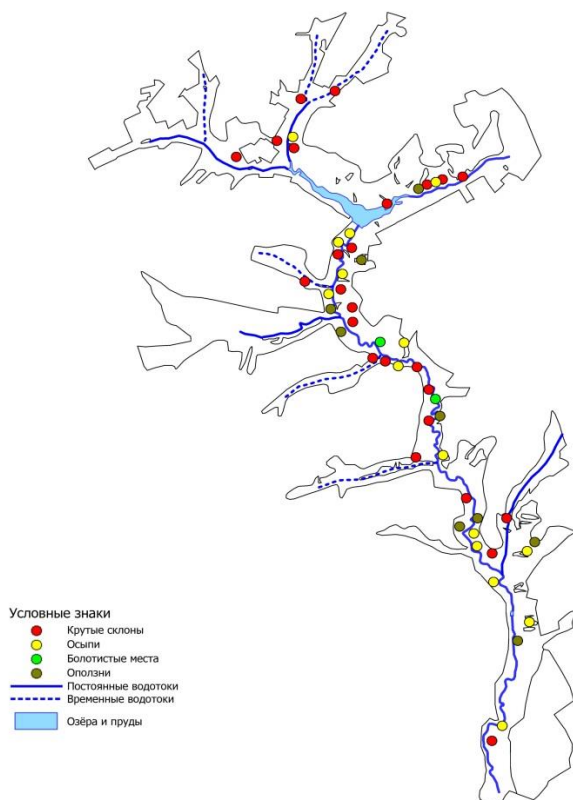 Условные знаки
Крутые склоны
Осыпи
Болотистые места
Оползни
Постоянные водотоки
Временные водотоки
Озёра и пруды